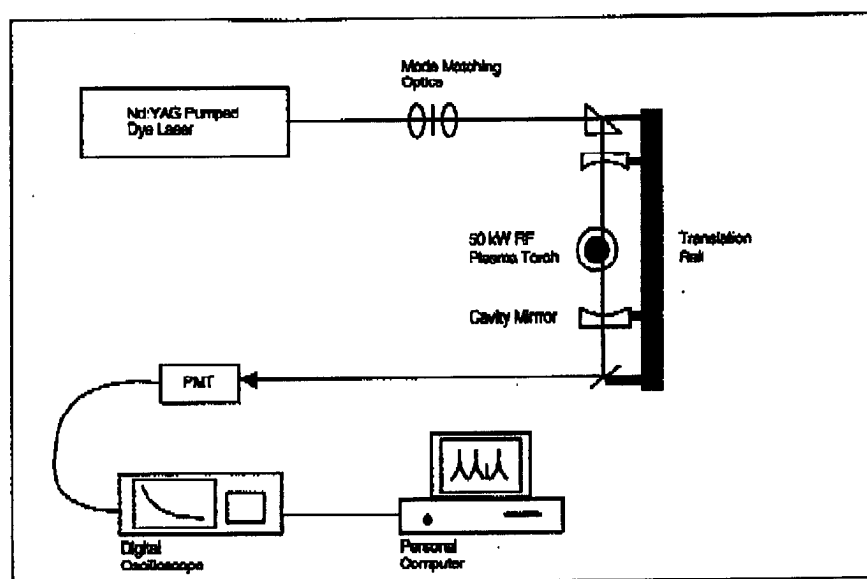 Mode Matching
Optics
Nd:YAG Pumped
Dye Laser
50 kW RF
Plasma Torch
Translation
Rail
Cavity Mirror
PMT
Digital
Oscilloscope
Personal
Computer